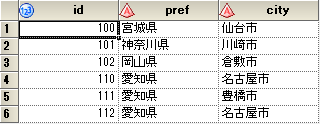 123 id A pref A city
1 100 宮城県 仙台市
2 101 神奈川県 川崎市
3 102 岡山県 倉敷市
4 110 愛知県 名古屋市
5 111 愛知県 豊橋市
6 112 愛知県 名古屋市